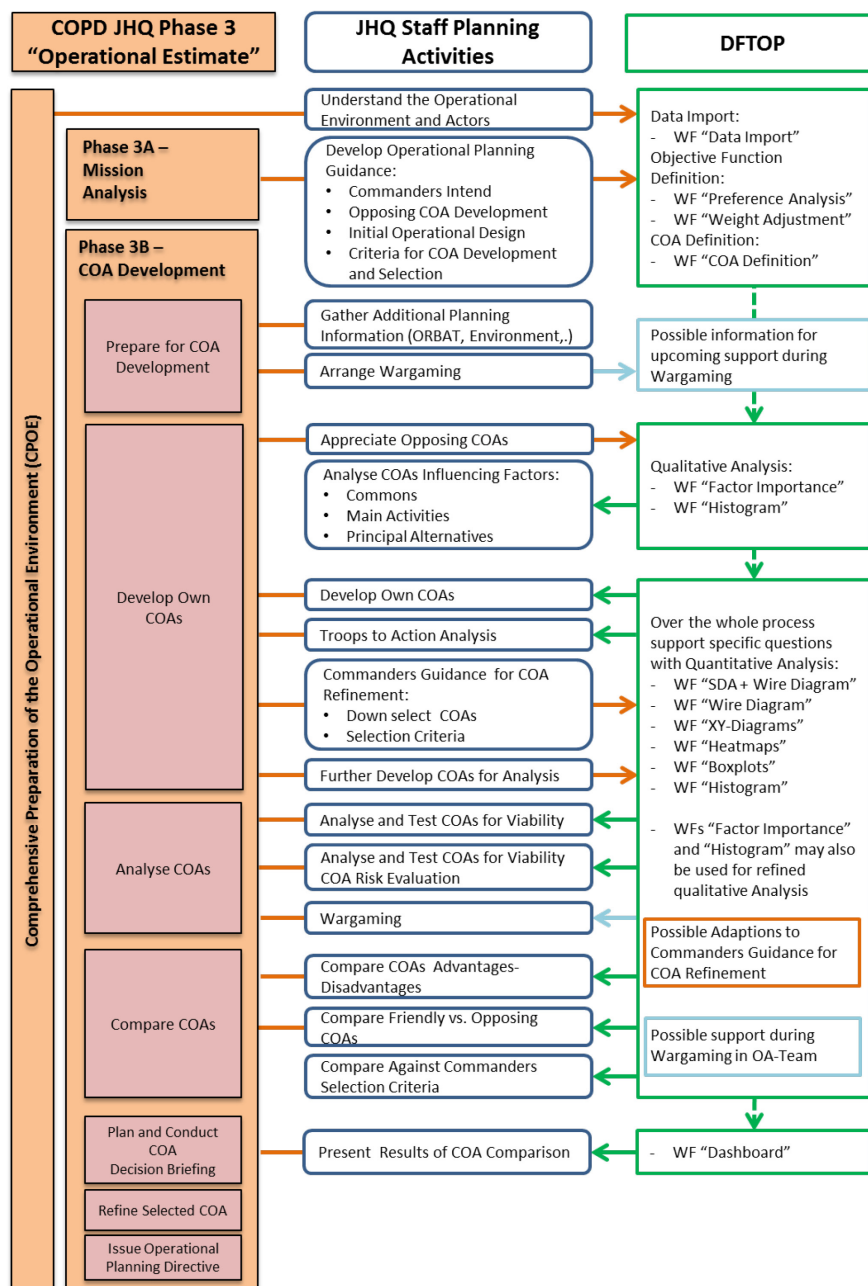 COPD JHQ Phase 3
“Operational Estimate”
JHQ Staff Planning
Activities
DFTOP
Comprehensive Preparation of the Operational Environment (CPOE)
Phase 3A –
Mission
Analysis
Phase 3B –
COA Development
Prepare for COA
Development
Develop Own
COAs
Analyse COAs
Compare COAs
Plan and Conduct
COA
Decision Briefing
Refine Selected COA
Issue Operational
Planning Directive
Understand the Operational
Environment and Actors
Develop Operational Planning
Guidance:
• Commanders Intend
• Opposing COA Development
• Initial Operational Design
• Criteria for COA Development
and Selection
Gather Additional Planning
Information (ORBAT, Environment,.)
Arrange Wargaming
Appreciate Opposing COAs
Analyse COAs Influencing Factors:
• Commons
• Main Activities
• Principal Alternatives
Develop Own COAs
Troops to Action Analysis
Commanders Guidance for COA
Refinement:
• Down select COAs
• Selection Criteria
Further Develop COAs for Analysis
Analyse and Test COAs for Viability
Analyse and Test COAs for Viability
COA Risk Evaluation
Wargaming
Compare COAs Advantages-
Disadvantages
Compare Friendly vs. Opposing
COAs
Compare Against Commanders
Selection Criteria
Present Results of COA Comparison
Data Import:
- WF “Data Import”
Objective Function
Definition:
- WF “Preference Analysis”
- WF “Weight Adjustment”
COA Definition:
- WF “COA Definition”
Possible information for
upcoming support during
Wargaming
Qualitative Analysis:
- WF “Factor Importance”
- WF “Histogram”
Over the whole process
support specific questions
with Quantitative Analysis:
- WF “SDA + Wire Diagram”
- WF “Wire Diagram”
- WF “XY-Diagrams”
- WF “Heatmaps”
- WF “Boxplots”
- WF “Histogram”
- WFs “Factor Importance”
and “Histogram” may also
be used for refined
qualitative Analysis
Possible Adaptions to
Commanders Guidance for
COA Refinement
Possible support during
Wargaming in OA-Team
- WF “Dashboard”